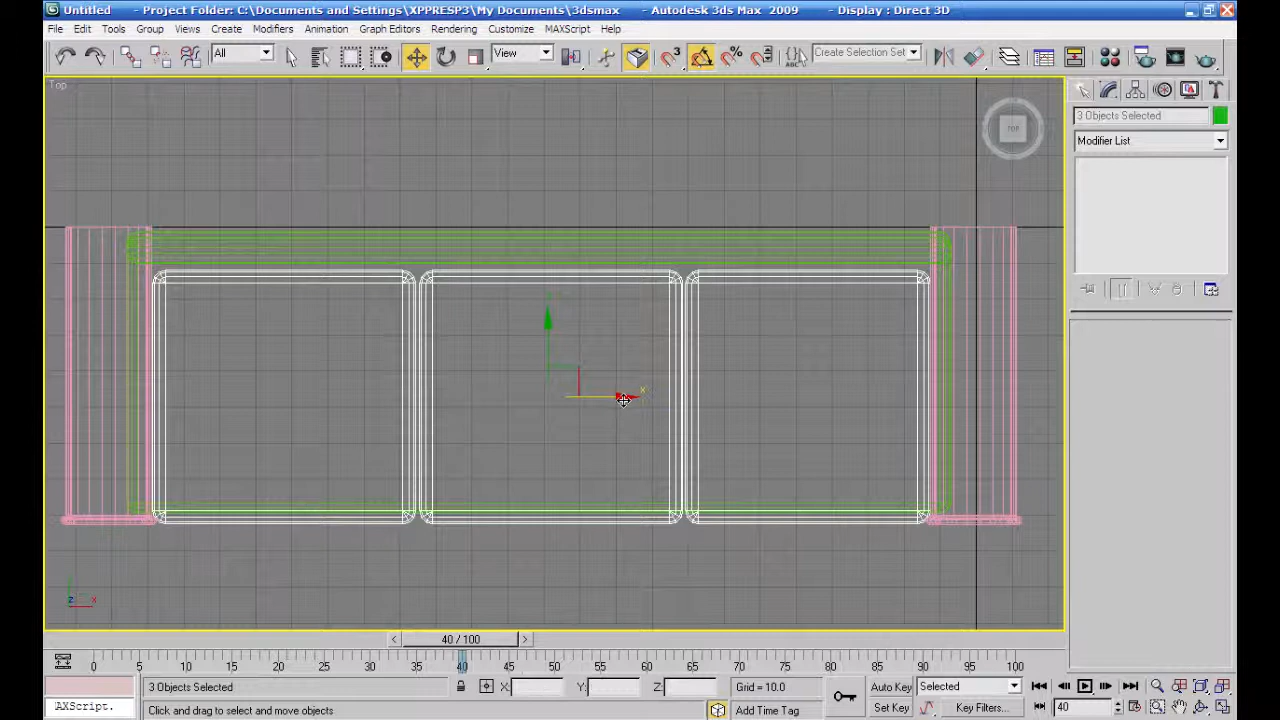 Untitled - Project Folder: C:\Documents and Settings\XPPRESP3\My Documents\3dsmax - Autodesk 3ds Max 2009 - Display : Direct 3D
File Edit Tools Group Views Create Modifiers Animation Graph Editors Rendering Customize MAXScript Help
All View 3 % ABC Create Selection Set
Top
TOP
3 Objects Selected
Modifier List
x
z x
< 40 / 100 >
0 5 10 15 20 25 30 35 40 45 50 55 60 65 70 75 80 85 90 95 100
3 Objects Selected X: Y: Z: Grid = 10.0 Auto Key Selected
AXScript. Click and drag to select and move objects Add Time Tag Set Key Key Filters... 40